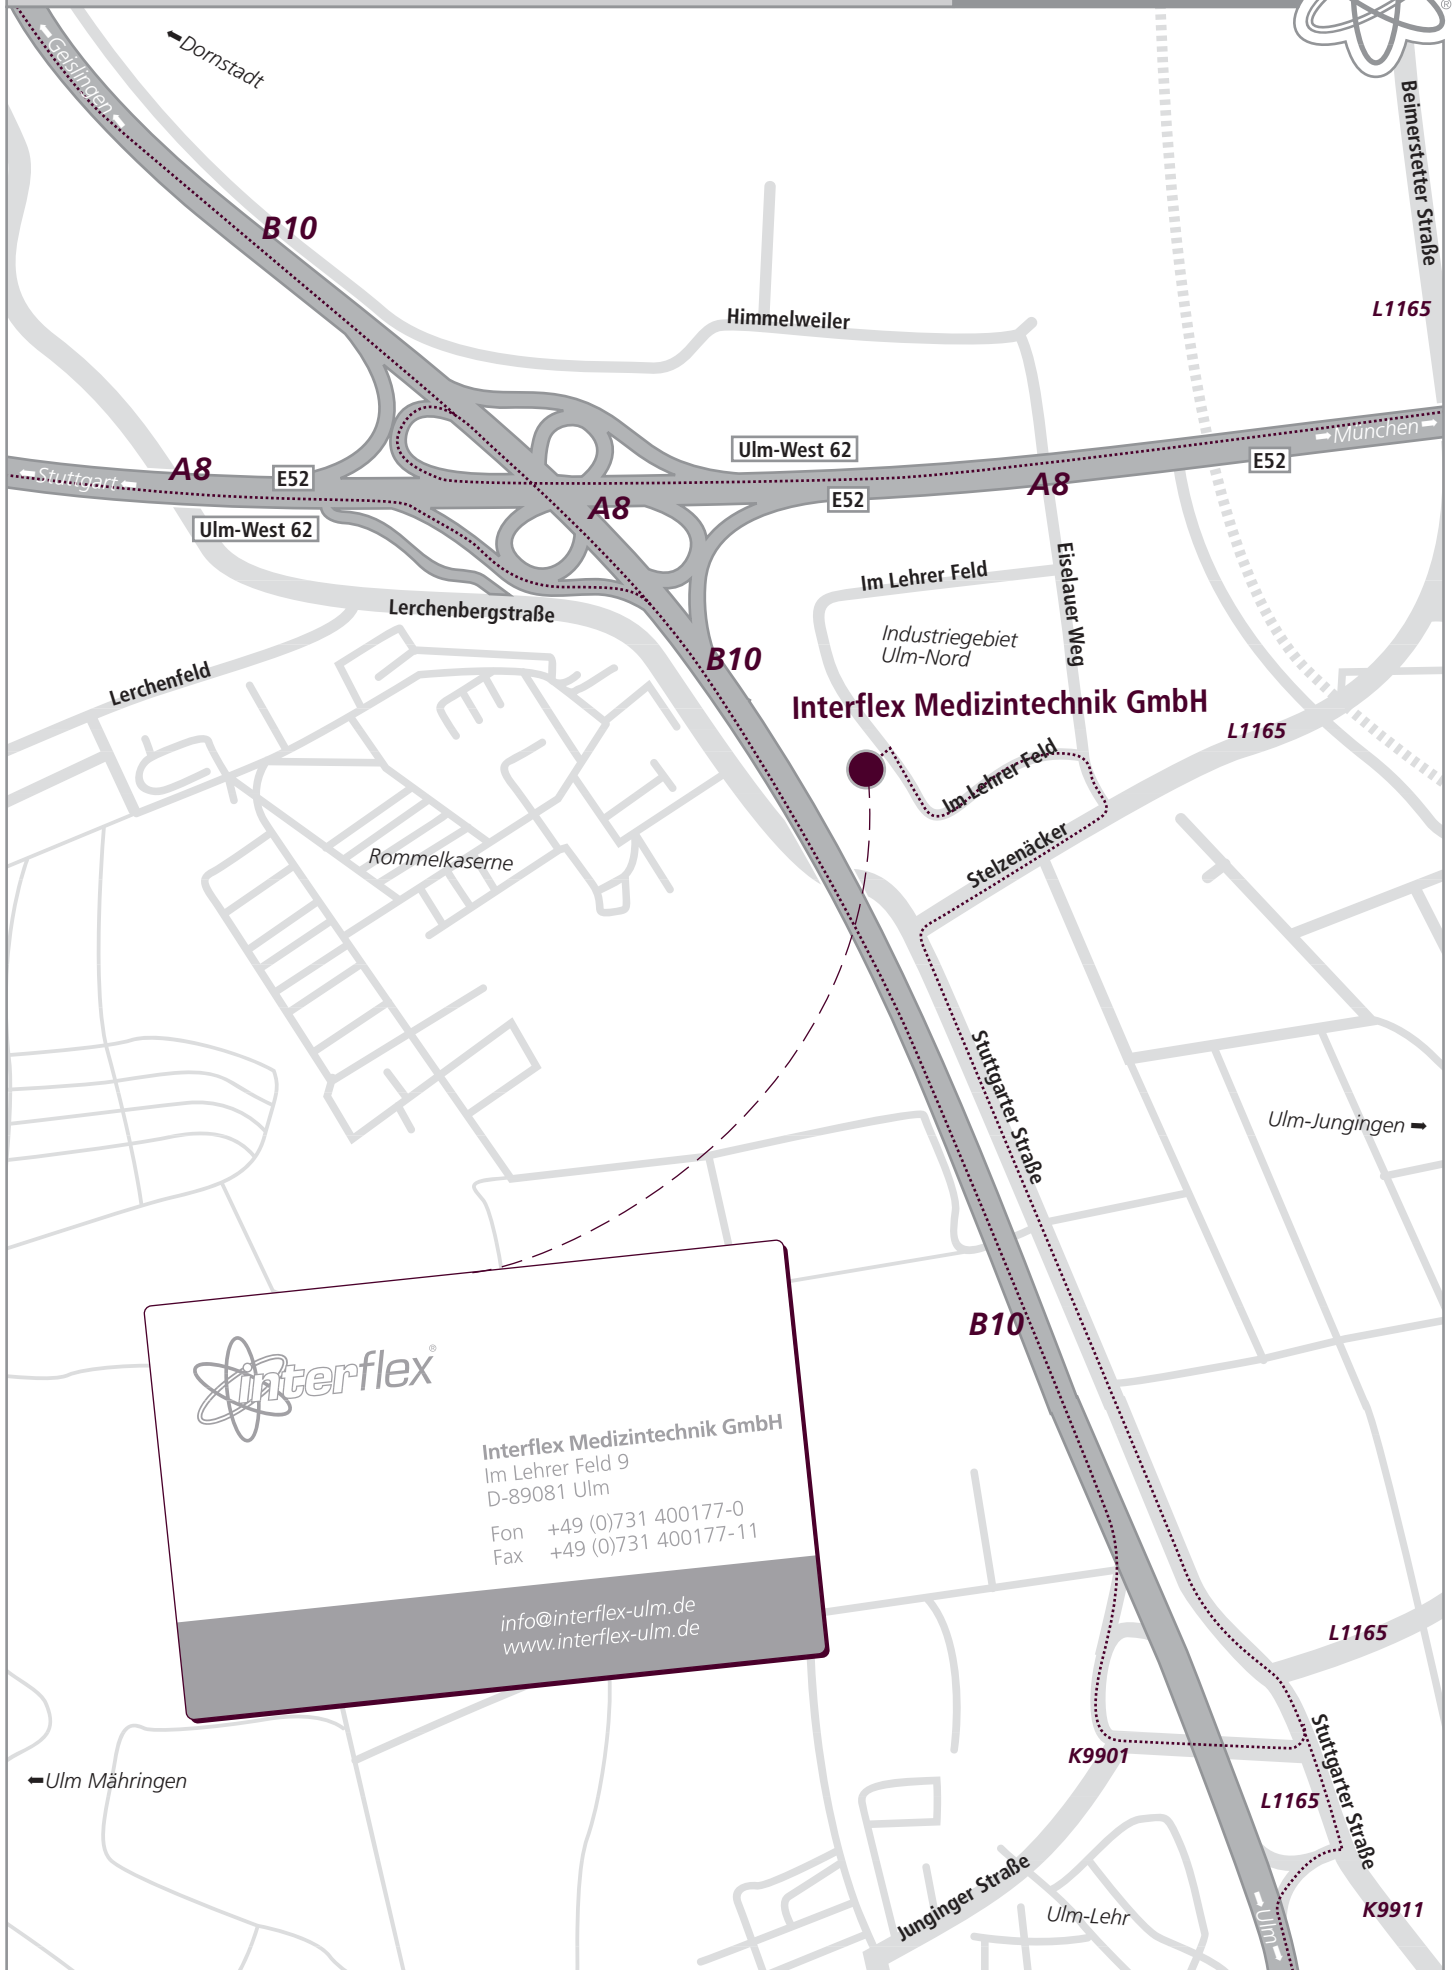 ®
⬅Dornstadt
⬅Geislingen⬅
Beimerstetter Straße
B10
L1165
Himmelweiler
Ulm-West 62
➡München➡
⬅Stuttgart⬅
A8
E52
E52
A8
E52
A8
Ulm-West 62
Im Lehrer Feld
Eiselauer Weg
Lerchenbergstraße
Industriegebiet
Ulm-Nord
B10
Lerchenfeld
Interflex Medizintechnik GmbH
L1165
Im Lehrer Feld
Stelzenäcker
Rommelkaserne
Stuttgarter Straße
Ulm-Jungingen ➡
B10
interflex®
Interflex Medizintechnik GmbH
Im Lehrer Feld 9
D-89081 Ulm
Fon +49 (0)731 400177-0
Fax +49 (0)731 400177-11
info@interflex-ulm.de
www.interflex-ulm.de
L1165
K9901
Stuttgarter Straße
⬅Ulm Mähringen
L1165
Junginger Straße
Ulm-Lehr
K9911
➡Ulm➡